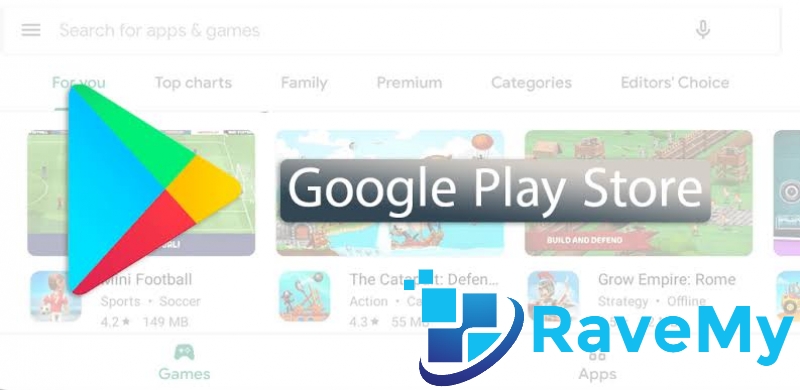 Search for apps & games
For you Top charts Family Premium Categories Editors' Choice
Google Play Store
BUILD AND DEFEND
Mini Football The Catapult: Defen... Grow Empire: Rome
Sports • Soccer Action • Strategy • Offline
4.2★ 149 MB 4.3★ 55 MB
RaveMy
Games Apps